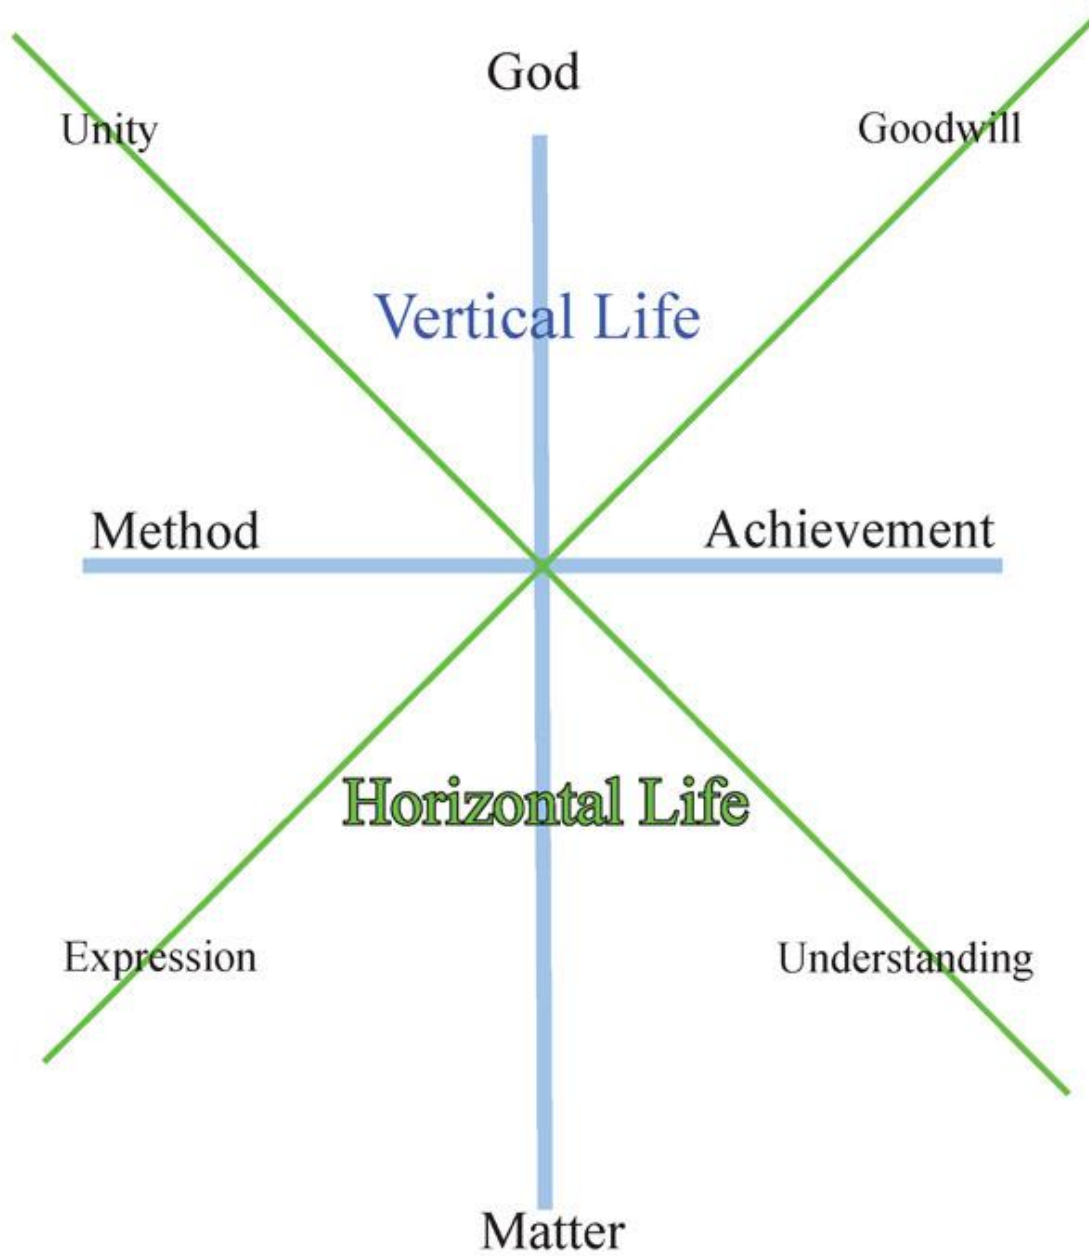 God
Unity
Goodwill
Vertical Life
Method
Achievement
Horizontal Life
Expression
Understanding
Matter